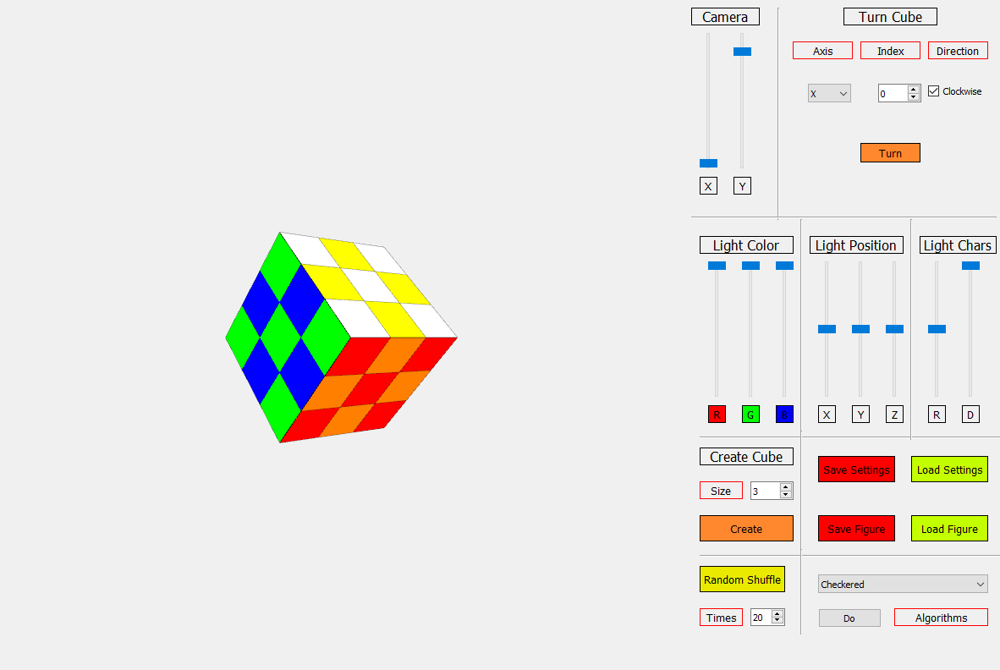 Camera
Turn Cube
Axis
Index
Direction
X
0
Clockwise
Turn
X
Y
Light Color
Light Position
Light Chars
R
G
B
X
Y
Z
R
D
Create Cube
Size
3
Create
Save Settings
Load Settings
Save Figure
Load Figure
Random Shuffle
Times
20
Checkered
Do
Algorithms